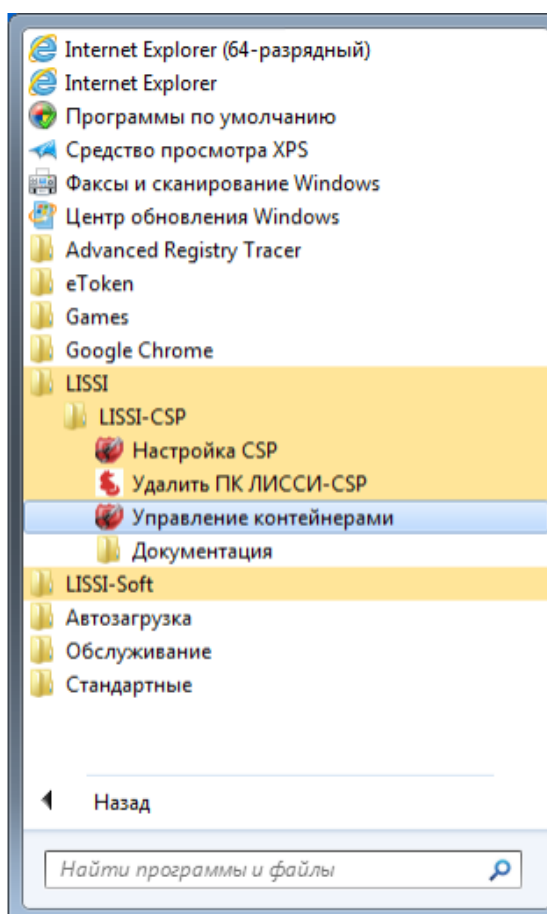 Internet Explorer (64-разрядный)
Internet Explorer
Программы по умолчанию
Средство просмотра XPS
Факсы и сканирование Windows
Центр обновления Windows
Advanced Registry Tracer
eToken
Games
Google Chrome
LISSI
LISSI-CSP
Настройка CSP
Удалить ПК ЛИССИ-CSP
Управление контейнерами
Документация
LISSI-Soft
Автозагрузка
Обслуживание
Стандартные
Назад
Найти программы и файлы